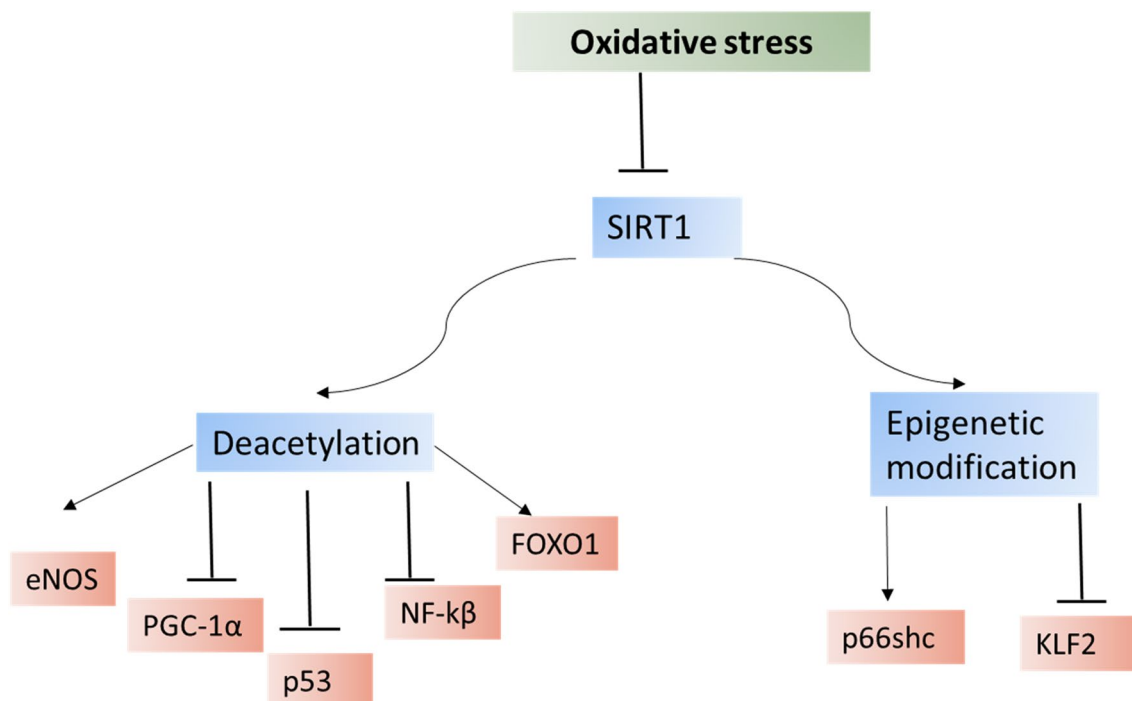 Oxidative stress
SIRT1
Deacetylation
Epigenetic
modification
eNOS
PGC-1α
p53
NF-kβ
FOXO1
p66shc
KLF2